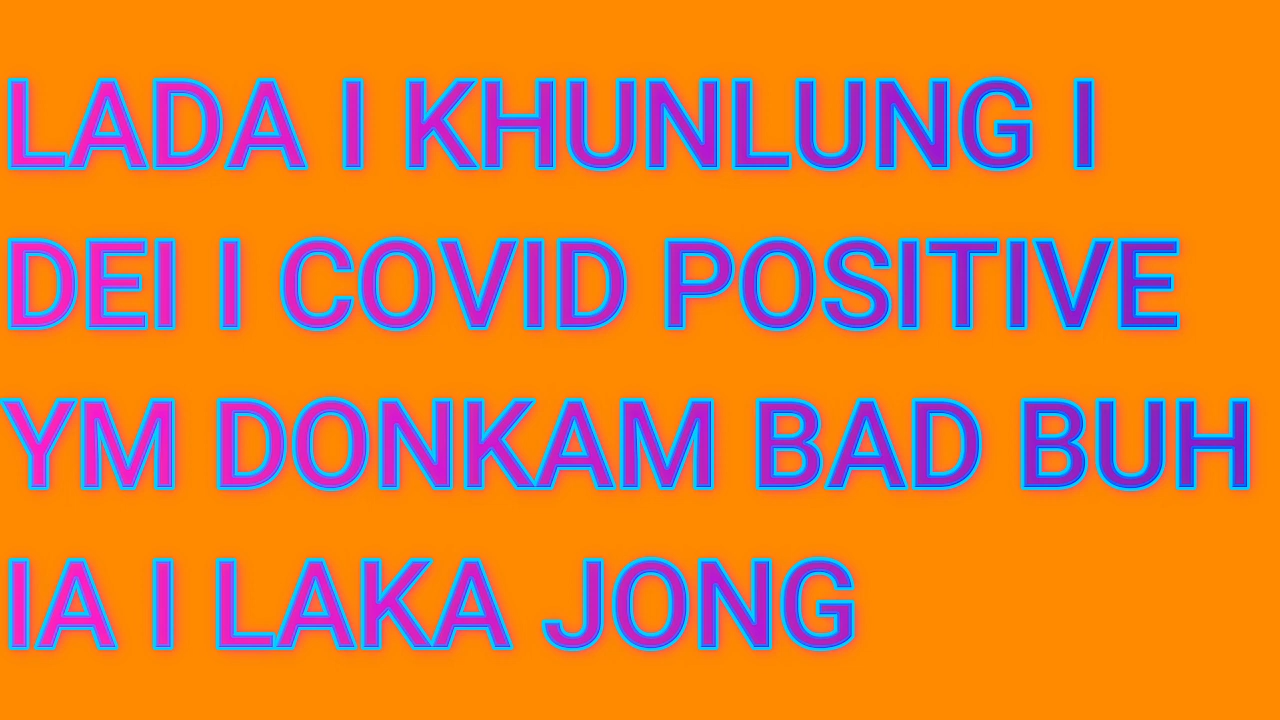 LADA I KHUNLUNG I
DEI I COVID POSITIVE
YM DONKAM BAD BUH
IA I LAKA JONG